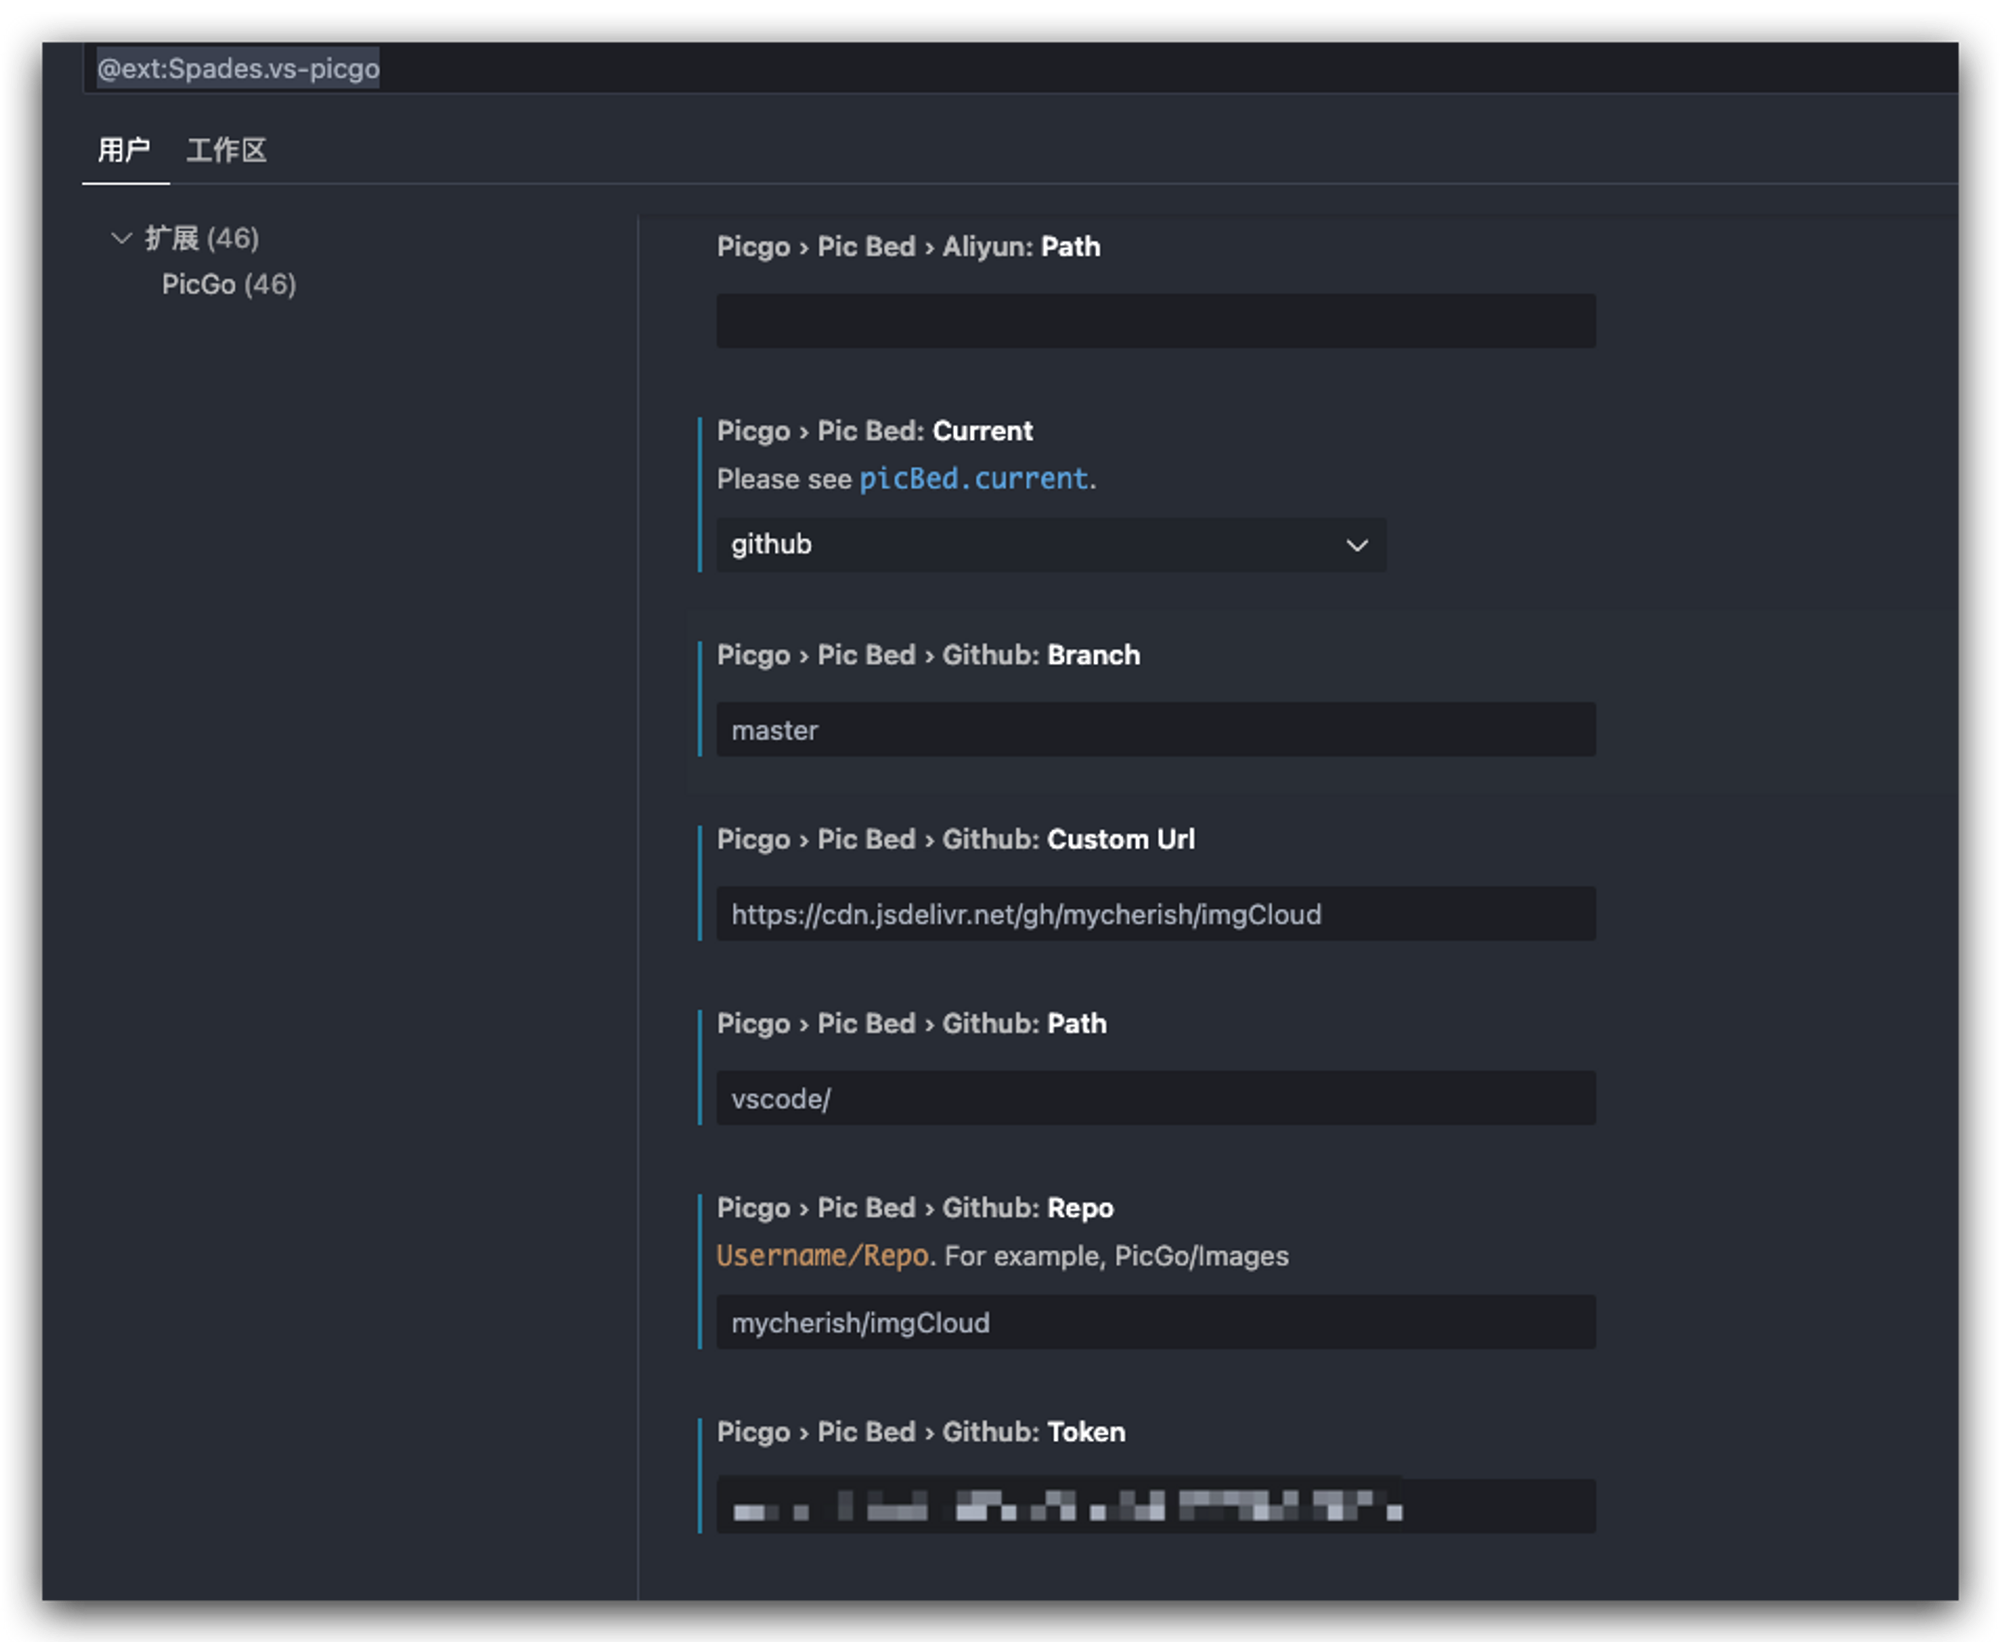 @ext:Spades.vs-picgo
用户 工作区
扩展 (46)
PicGo (46)
Picgo › Pic Bed › Aliyun: Path
Picgo › Pic Bed: Current
Please see picBed.current.
github
Picgo › Pic Bed › Github: Branch
master
Picgo › Pic Bed › Github: Custom Url
https://cdn.jsdelivr.net/gh/mycherish/imgCloud
Picgo › Pic Bed › Github: Path
vscode/
Picgo › Pic Bed › Github: Repo
Username/Repo. For example, PicGo/Images
mycherish/imgCloud
Picgo › Pic Bed › Github: Token